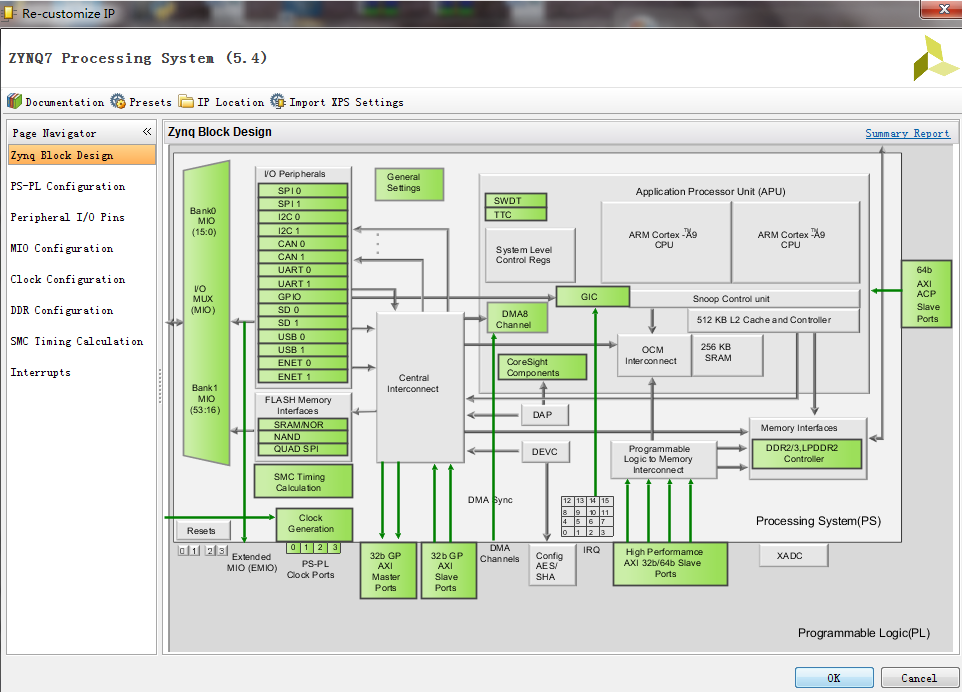 Re-customize IP
ZYNQ7 Processing System (5.4)
Documentation Presets IP Location Import XPS Settings
Page Navigator «
Zynq Block Design
PS-PL Configuration
Peripheral I/O Pins
MIO Configuration
Clock Configuration
DDR Configuration
SMC Timing Calculation
Interrupts
Zynq Block Design
Summary Report
Bank0
MIO
(15:0)
I/O
MUX
(MIO)
Bank1
MIO
(53:16)
I/O Peripherals
SPI 0
SPI 1
I2C 0
I2C 1
CAN 0
CAN 1
UART 0
UART 1
GPIO
SD 0
SD 1
USB 0
USB 1
ENET 0
ENET 1
FLASH Memory
Interfaces
SRAM/NOR
NAND
QUAD SPI
SMC Timing
Calculation
General
Settings
Application Processor Unit (APU)
SWDT
TTC
System Level
Control Regs
ARM Cortex -A9
TM
CPU
ARM Cortex -A9
TM
CPU
GIC
Snoop Control unit
DMA8
Channel
512 KB L2 Cache and Controller
OCM
Interconnect
256 KB
SRAM
CoreSight
Components
Central
Interconnect
DAP
DEVC
Programmable
Logic to Memory
Interconnect
Memory Interfaces
DDR2/3,LPDDR2
Controller
64b
AXI
ACP
Slave
Ports
Resets
0 1 2 3
Clock
Generation
0 1 2 3
Extended
MIO (EMIO)
PS-PL
Clock Ports
32b GP
AXI
Master
Ports
32b GP
AXI
Slave
Ports
DMA Sync
DMA
Channels
Config
AES/
SHA
12 13 14 15
8 9 10 11
4 5 6 7
0 1 2 3
IRQ
High Performamce
AXI 32b/64b Slave
Ports
Processing System(PS)
XADC
Programmable Logic(PL)
OK
Cancel